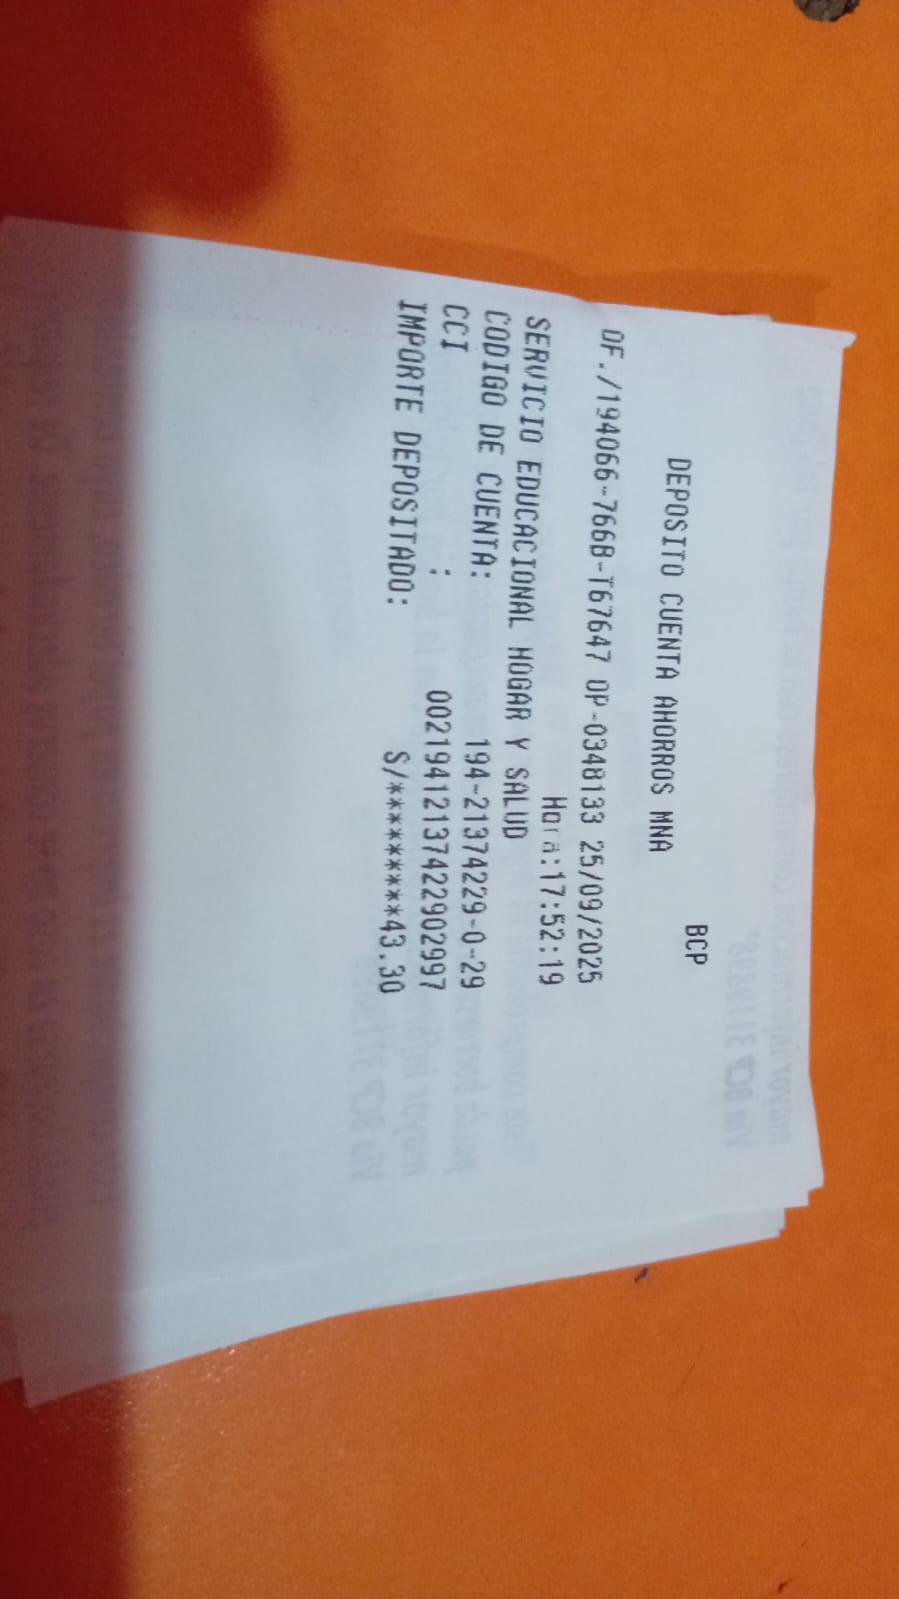 BCP
DEPOSITO CUENTA AHORROS MNA
OF./194066-766B-T67647 OP-0348133 25/09/2025
Hora:17:52:19
SERVICIO EDUCACIONAL HOGAR Y SALUD
CODIGO DE CUENTA: 194-21374229-0-29
CCI : 00219412137422902997
IMPORTE DEPOSITADO: S/*********43.30